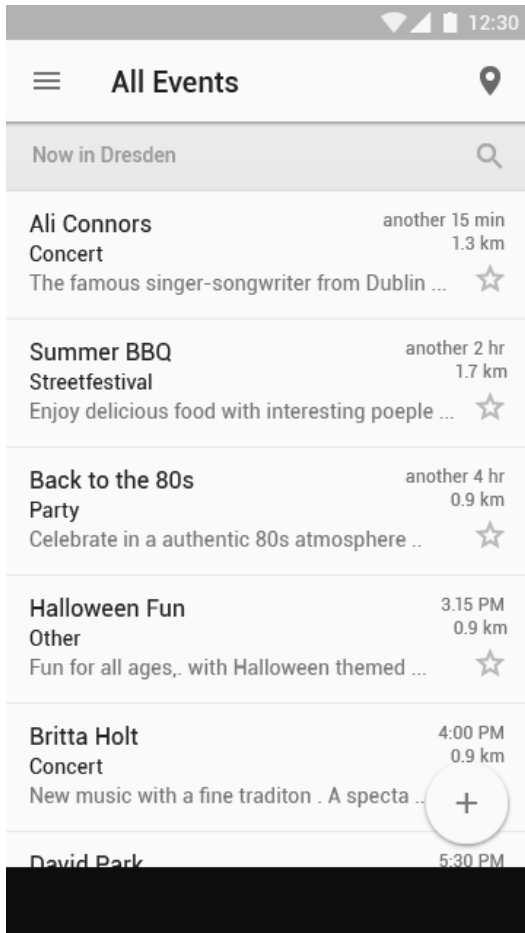 12:30
All Events
Now in Dresden
Ali Connors another 15 min
Concert 1.3 km
The famous singer-songwriter from Dublin ...
Summer BBQ another 2 hr
Streetfestival 1.7 km
Enjoy delicious food with interesting poeple ...
Back to the 80s another 4 hr
Party 0.9 km
Celebrate in a authentic 80s atmosphere ..
Halloween Fun 3.15 PM
Other 0.9 km
Fun for all ages,. with Halloween themed ...
Britta Holt 4:00 PM
Concert 0.9 km
New music with a fine traditon . A specta ..
David Park 5:30 PM